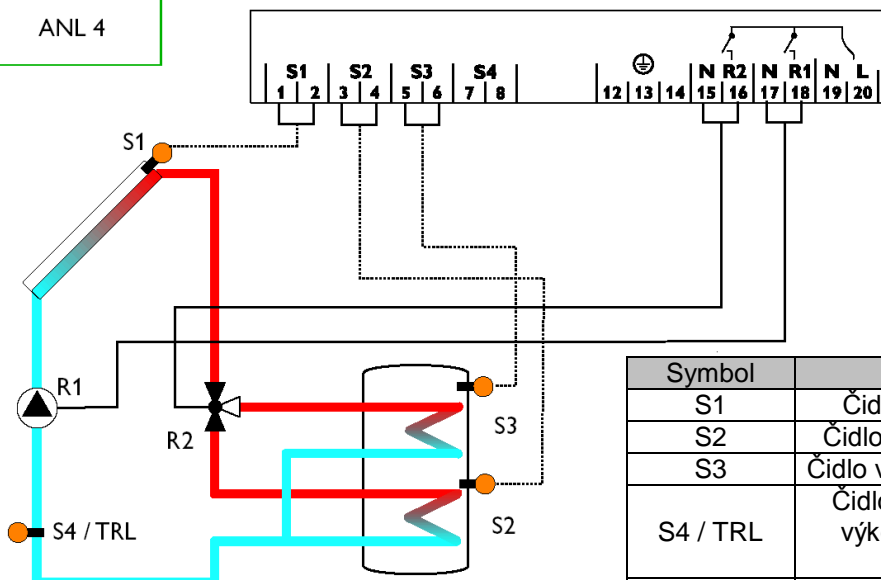 ANL 4
S1 S2 S3 S4 N R2 N R1 N L
1 2 3 4 5 6 7 8 12 13 14 15 16 17 18 19 20
S1
R1
R2
S3
S2
S4 / TRL
Symbol
S1
S2 Čidlo
S3 Čidlo
S4 / TRL